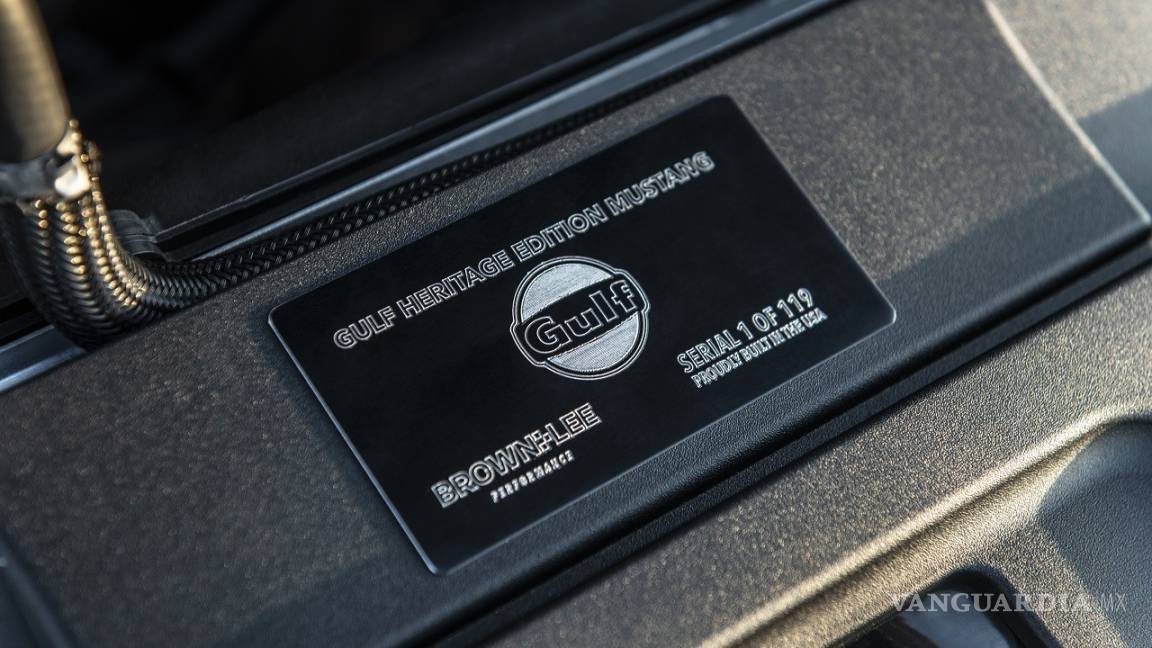 GULF HERITAGE EDITION MUSTANG
Gulf
SERIAL 1 OF 119
PROUDLY BUILT IN THE USA
BROWN LEE
PERFORMANCE
VANGUARDIA MX